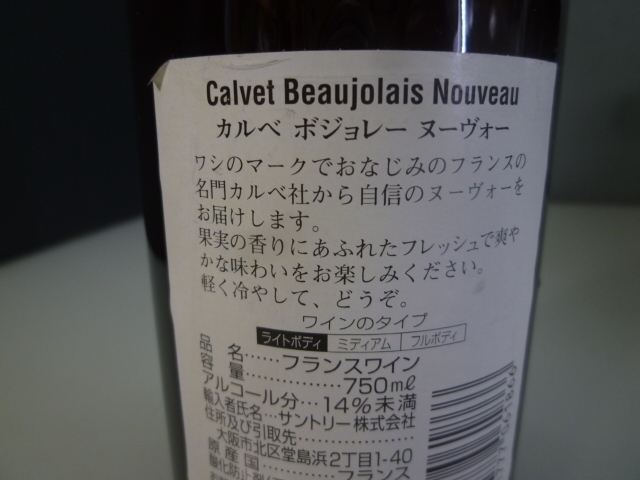 Calvet Beaujolais Nouveau
カルベ ボジョレー ヌーヴォー
ワシのマークでおなじみのフランスの
名門カルベ社から自信のヌーヴォーを
お届けします。
果実の香りにあふれたフレッシュで爽や
かな味わいをお楽しみください。
軽く冷やして、どうぞ。
ワインのタイプ
ライトボディ ミディアム フルボディ
品名……フランスワイン
容量…………750mℓ
アルコール分…14%未満
輸入者氏名…サントリー株式会社
住所及び引取先…………
大阪市北区堂島浜2丁目1-40
原産国…………フランス
酸化防止剤